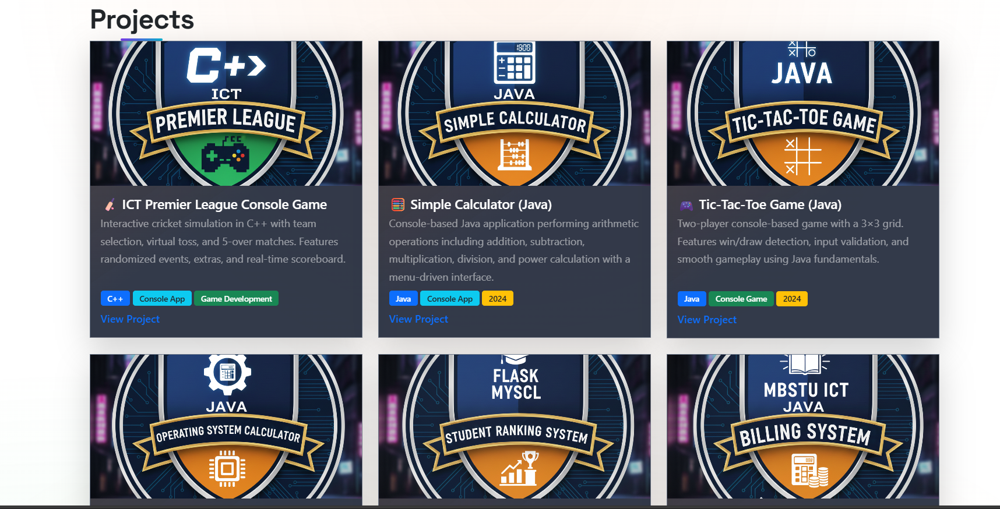 Projects
C++
ICT
PREMIER LEAGUE
JAVA
SIMPLE CALCULATOR
JAVA
TIC-TAC-TOE GAME
ICT Premier League Console Game
Interactive cricket simulation in C++ with team
selection, virtual toss, and 5-over matches. Features
randomized events, extras, and real-time scoreboard.
C++ Console App Game Development
View Project
Simple Calculator (Java)
Console-based Java application performing arithmetic
operations including addition, subtraction,
multiplication, division, and power calculation with a
menu-driven interface.
Java Console App 2024
View Project
Tic-Tac-Toe Game (Java)
Two-player console-based game with a 3×3 grid.
Features win/draw detection, input validation, and
smooth gameplay using Java fundamentals.
Java Console Game 2024
View Project
JAVA
OPERATING SYSTEM CALCULATOR
FLASK
MYSCL
STUDENT RANKING SYSTEM
MBSTU ICT
JAVA
BILLING SYSTEM